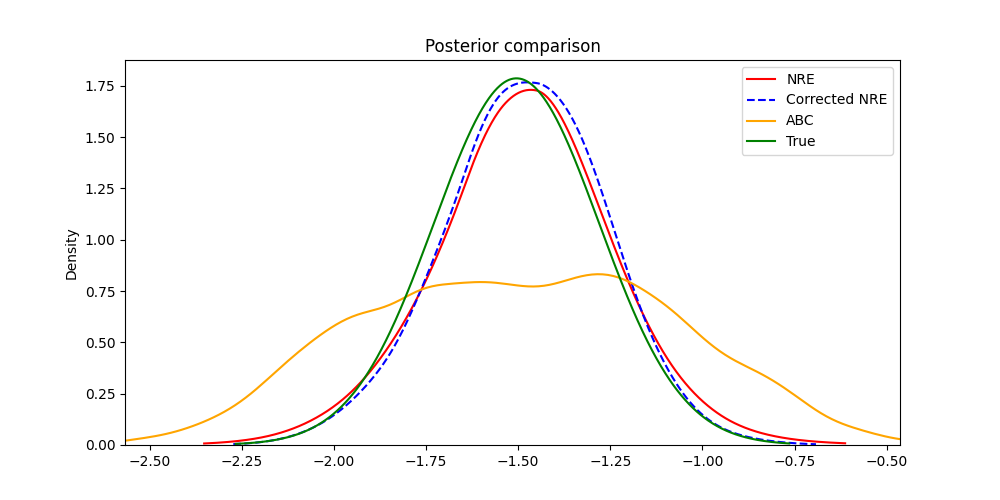 Posterior comparison
NRE
Corrected NRE
ABC
True
Density
1.75
1.50
1.25
1.00
0.75
0.50
0.25
0.00
−2.50 −2.25 −2.00 −1.75 −1.50 −1.25 −1.00 −0.75 −0.50